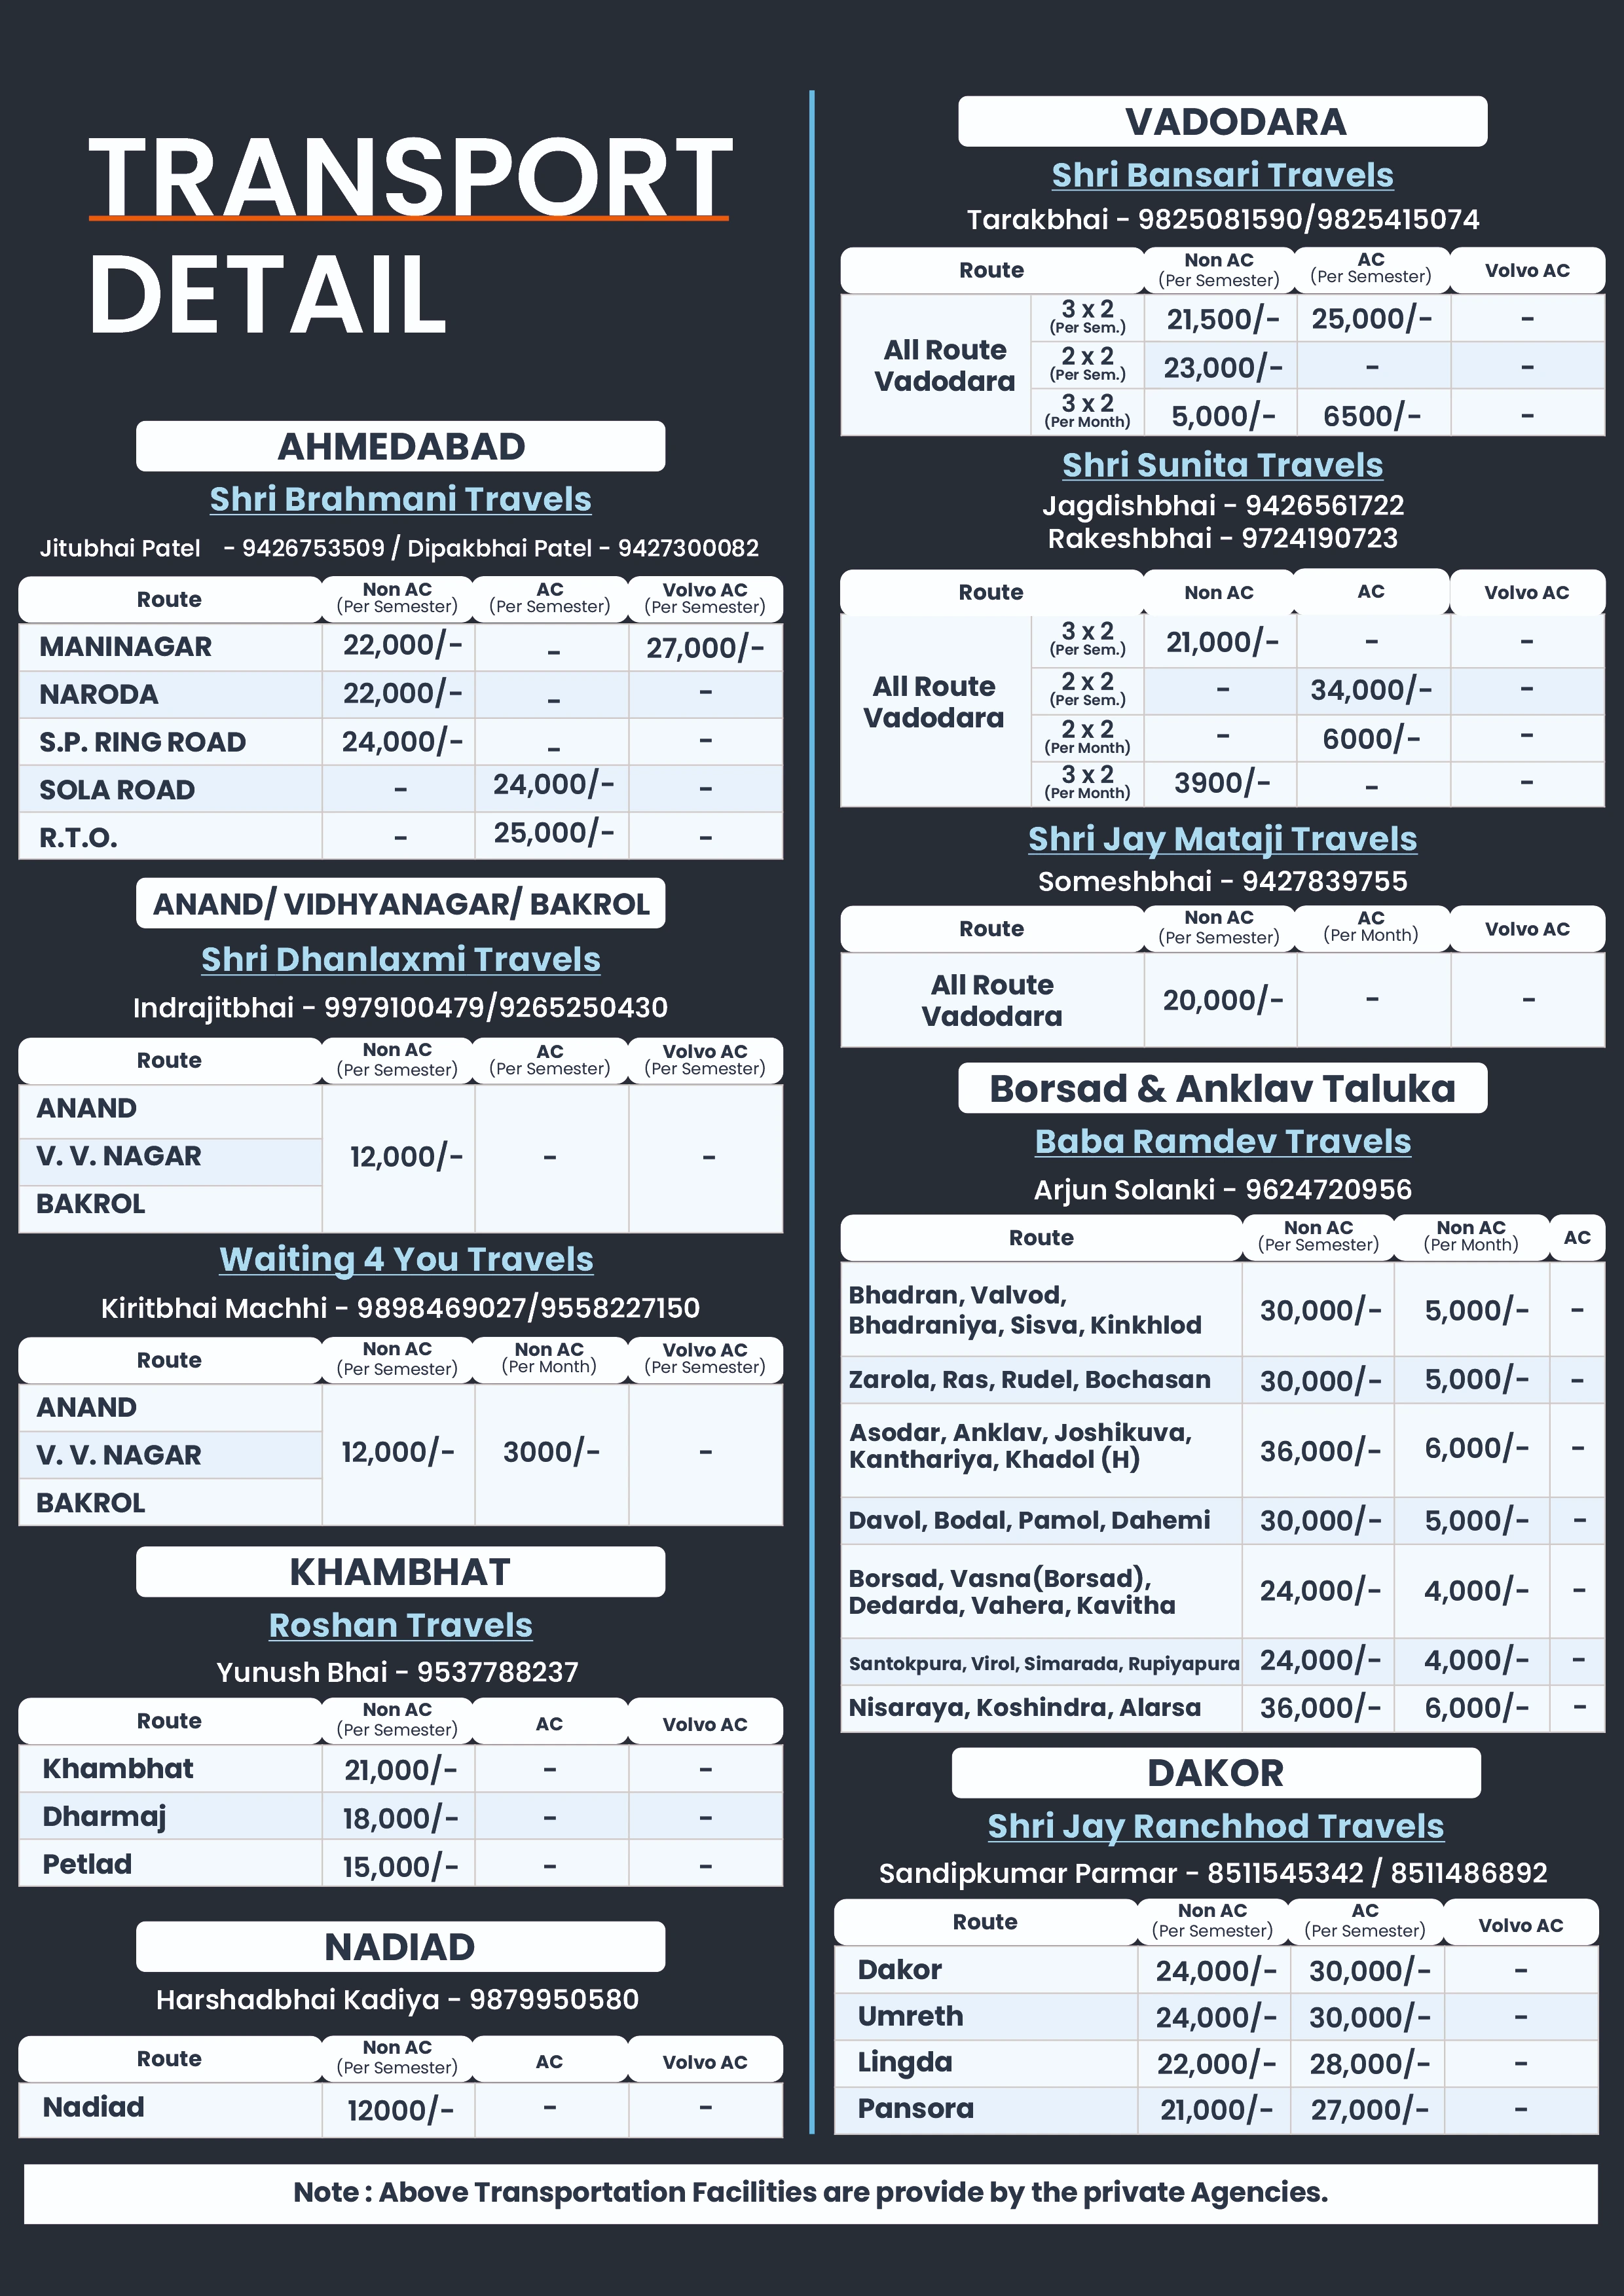 TRANSPORT
DETAIL
AHMEDABAD
Shri Brahmani Travels
Jitubhai Patel - 9426753509 / Dipakbhai Patel - 9427300082
Route Non AC (Per Semester) AC (Per Semester) Volvo AC (Per Semester)
MANINAGAR 22,000/- - 27,000/-
NARODA 22,000/- - -
S.P. RING ROAD 24,000/- - -
SOLA ROAD - 24,000/- -
R.T.O. - 25,000/- -
ANAND/ VIDHYANAGAR/ BAKROL
Shri Dhanlaxmi Travels
Indrajitbhai - 9979100479/9265250430
Route Non AC (Per Semester) AC (Per Semester) Volvo AC (Per Semester)
ANAND
V. V. NAGAR 12,000/- - -
BAKROL
Waiting 4 You Travels
Kiritbhai Machhi - 9898469027/9558227150
Route Non AC (Per Semester) Non AC (Per Month) Volvo AC (Per Semester)
ANAND
V. V. NAGAR 12,000/- 3000/- -
BAKROL
KHAMBHAT
Roshan Travels
Yunush Bhai - 9537788237
Route Non AC (Per Semester) AC Volvo AC
Khambhat 21,000/- - -
Dharmaj 18,000/- - -
Petlad 15,000/- - -
NADIAD
Harshadbhai Kadiya - 9879950580
Route Non AC (Per Semester) AC Volvo AC
Nadiad 12000/- - -
VADODARA
Shri Bansari Travels
Tarakbhai - 9825081590/9825415074
Route Non AC (Per Semester) AC (Per Semester) Volvo AC
All Route Vadodara
3 x 2 (Per Sem.) 21,500/- 25,000/- -
2 x 2 (Per Sem.) 23,000/- - -
3 x 2 (Per Month) 5,000/- 6500/- -
Shri Sunita Travels
Jagdishbhai - 9426561722
Rakeshbhai - 9724190723
Route Non AC AC Volvo AC
All Route Vadodara
3 x 2 (Per Sem.) 21,000/- - -
2 x 2 (Per Sem.) - 34,000/- -
2 x 2 (Per Month) - 6000/- -
3 x 2 (Per Month) 3900/- - -
Shri Jay Mataji Travels
Someshbhai - 9427839755
Route Non AC (Per Semester) AC (Per Month) Volvo AC
All Route
Vadodara 20,000/- - -
Borsad & Anklav Taluka
Baba Ramdev Travels
Arjun Solanki - 9624720956
Route Non AC (Per Semester) Non AC (Per Month) AC
Bhadran, Valvod,
Bhadraniya, Sisva, Kinkhlod 30,000/- 5,000/- -
Zarola, Ras, Rudel, Bochasan 30,000/- 5,000/- -
Asodar, Anklav, Joshikuva,
Kanthariya, Khadol (H) 36,000/- 6,000/- -
Davol, Bodal, Pamol, Dahemi 30,000/- 5,000/- -
Borsad, Vasna(Borsad),
Dedarda, Vahera, Kavitha 24,000/- 4,000/- -
Santokpura, Virol, Simarada, Rupiyapura 24,000/- 4,000/- -
Nisaraya, Koshindra, Alarsa 36,000/- 6,000/- -
DAKOR
Shri Jay Ranchhod Travels
Sandipkumar Parmar - 8511545342 / 8511486892
Route Non AC (Per Semester) AC (Per Semester) Volvo AC
Dakor 24,000/- 30,000/- -
Umreth 24,000/- 30,000/- -
Lingda 22,000/- 28,000/- -
Pansora 21,000/- 27,000/- -
Note : Above Transportation Facilities are provide by the private Agencies.